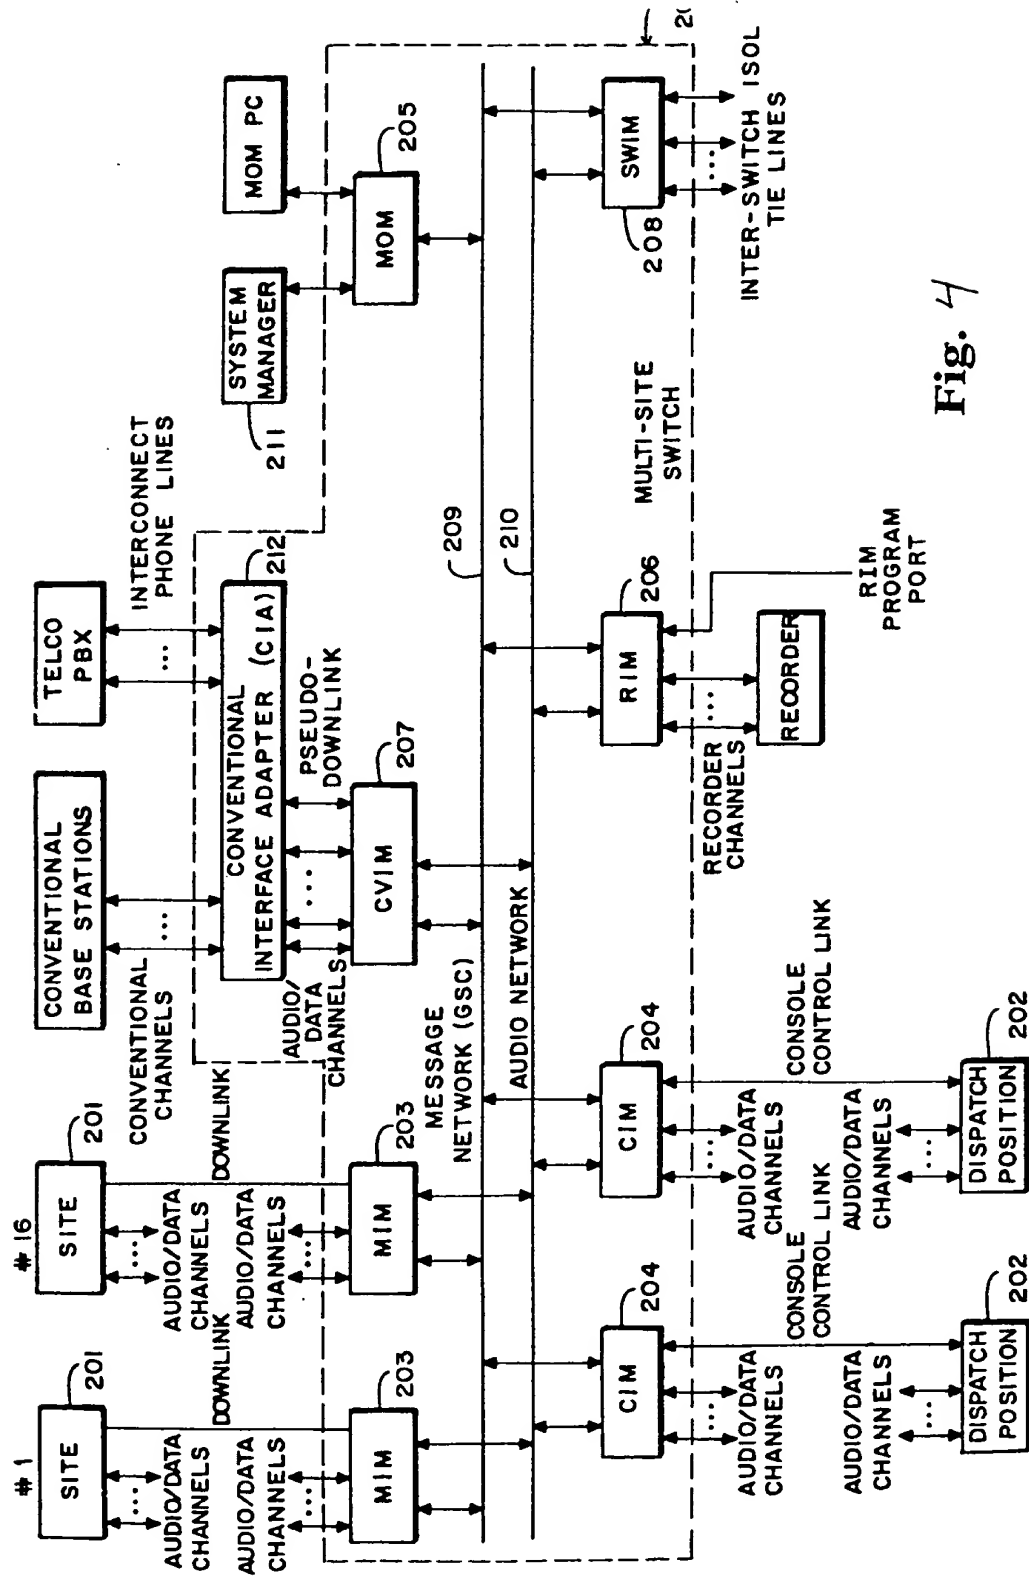 #1
SITE
201
#16
SITE
201
CONVENTIONAL
BASE STATIONS
TELCO
PBX
AUDIO/DATA
CHANNELS
DOWNLINK
AUDIO/DATA
CHANNELS
DOWNLINK
CONVENTIONAL
CHANNELS
INTERCONNECT
PHONE LINES
AUDIO/DATA
CHANNELS
AUDIO/DATA
CHANNELS
CONVENTIONAL
INTERFACE ADAPTER (CIA)
212
211
SYSTEM
MANAGER
MOM PC
AUDIO/
DATA
CHANNELS
PSEUDO-
DOWNLINK
MIM
203
MIM
203
CVIM
207
MOM
205
MESSAGE
NETWORK (GSC)
209
AUDIO NETWORK
210
CIM
204
CIM
204
RIM
206
MULTI-SITE
SWITCH
208
SWIM
AUDIO/DATA
CHANNELS
CONSOLE
CONTROL LINK
AUDIO/DATA
CHANNELS
CONSOLE
CONTROL LINK
RECORDER
CHANNELS
INTER-SWITCH ISOL
TIE LINES
AUDIO/DATA
CHANNELS
AUDIO/DATA
CHANNELS
RECORDER
RIM
PROGRAM
PORT
DISPATCH
POSITION
202
DISPATCH
POSITION
202
Fig. 4